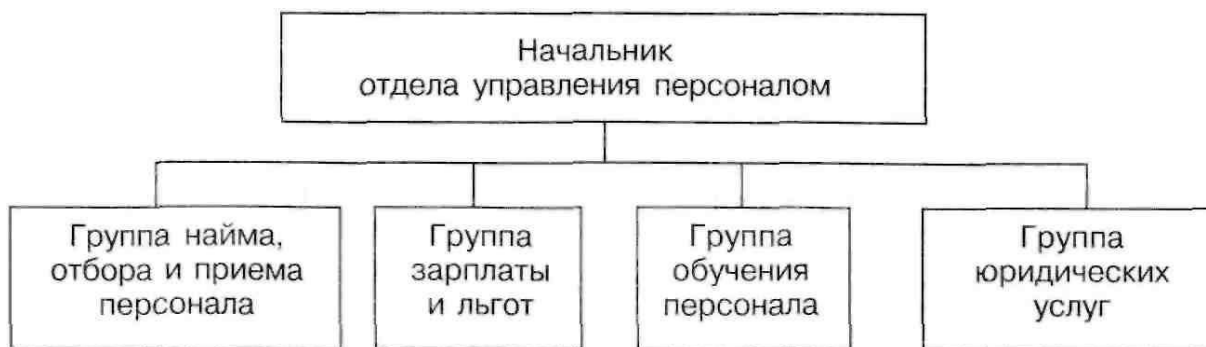 Начальник
отдела управления персоналом
Группа найма,
отбора и приема
персонала
Группа
зарплаты
и льгот
Группа
обучения
персонала
Группа
юридических
услуг